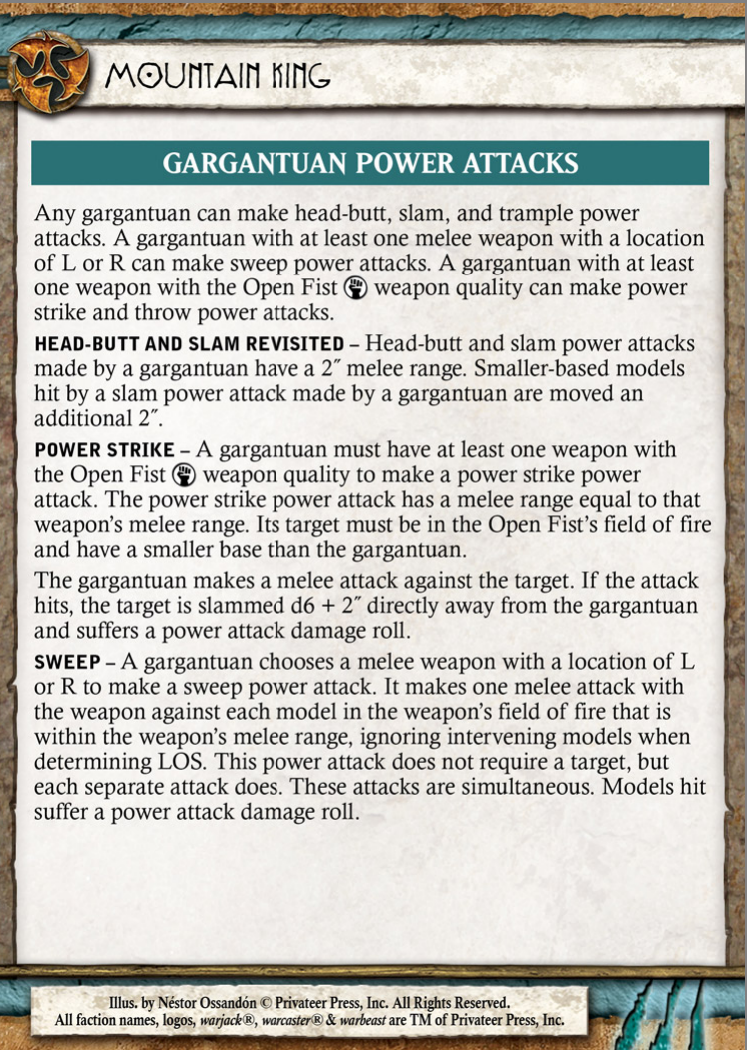 MOUNTAIN KING
GARGANTUAN POWER ATTACKS
Any gargantuan can make head-butt, slam, and trample power
attacks. A gargantuan with at least one melee weapon with a location
of L or R can make sweep power attacks. A gargantuan with at least
one weapon with the Open Fist weapon quality can make power
strike and throw power attacks.
HEAD-BUTT AND SLAM REVISITED – Head-butt and slam power attacks
made by a gargantuan have a 2˝ melee range. Smaller-based models
hit by a slam power attack made by a gargantuan are moved an
additional 2˝.
POWER STRIKE – A gargantuan must have at least one weapon with
the Open Fist weapon quality to make a power strike power
attack. The power strike power attack has a melee range equal to that
weapon's melee range. Its target must be in the Open Fist's field of fire
and have a smaller base than the gargantuan.
The gargantuan makes a melee attack against the target. If the attack
hits, the target is slammed d6 + 2˝ directly away from the gargantuan
and suffers a power attack damage roll.
SWEEP – A gargantuan chooses a melee weapon with a location of L
or R to make a sweep power attack. It makes one melee attack with
the weapon against each model in the weapon's field of fire that is
within the weapon's melee range, ignoring intervening models when
determining LOS. This power attack does not require a target, but
each separate attack does. These attacks are simultaneous. Models hit
suffer a power attack damage roll.
Illus. by Néstor Ossandón © Privateer Press, Inc. All Rights Reserved.
All faction names, logos, warjack®, warcaster® & warbeast are TM of Privateer Press, Inc.